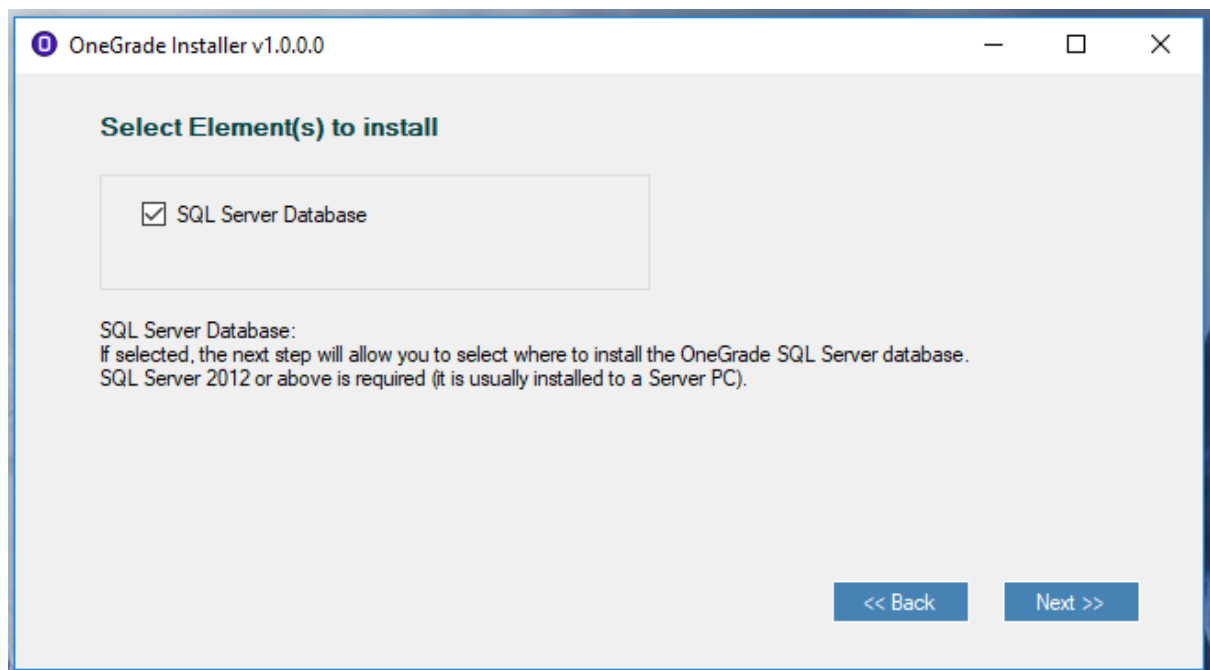 OneGrade Installer v1.0.0.0
Select Element(s) to install
SQL Server Database
SQL Server Database:
If selected, the next step will allow you to select where to install the OneGrade SQL Server database.
SQL Server 2012 or above is required (it is usually installed to a Server PC).
<< Back
Next >>